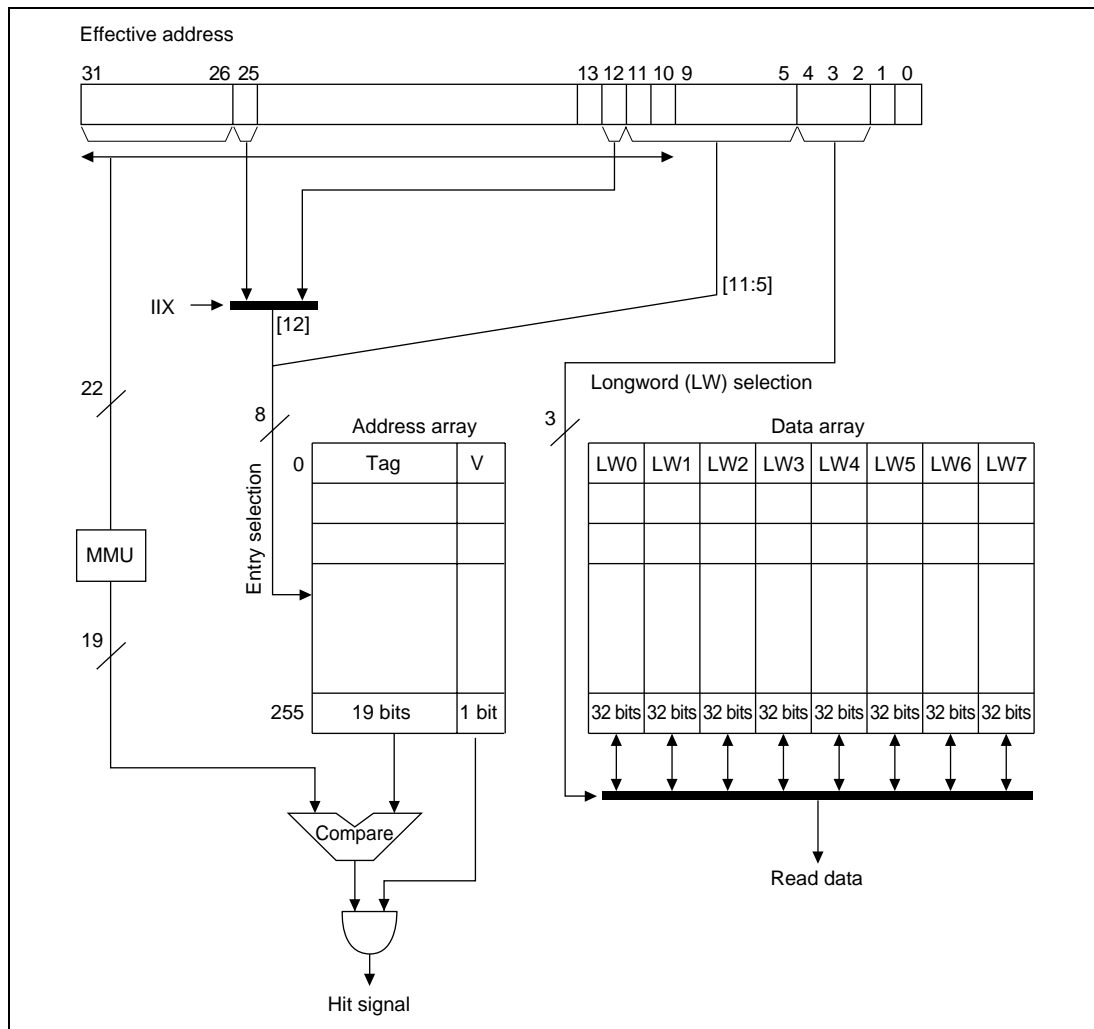 Effective address
31 26 25 13 12 11 10 9 5 4 3 2 1 0
IIX
[12]
[11:5]
22
8
Longword (LW) selection
3
Entry selection
Address array
Data array
0 Tag V
LW0 LW1 LW2 LW3 LW4 LW5 LW6 LW7
MMU
19
255 19 bits 1 bit
32 bits 32 bits 32 bits 32 bits 32 bits 32 bits 32 bits 32 bits
Compare
Read data
Hit signal